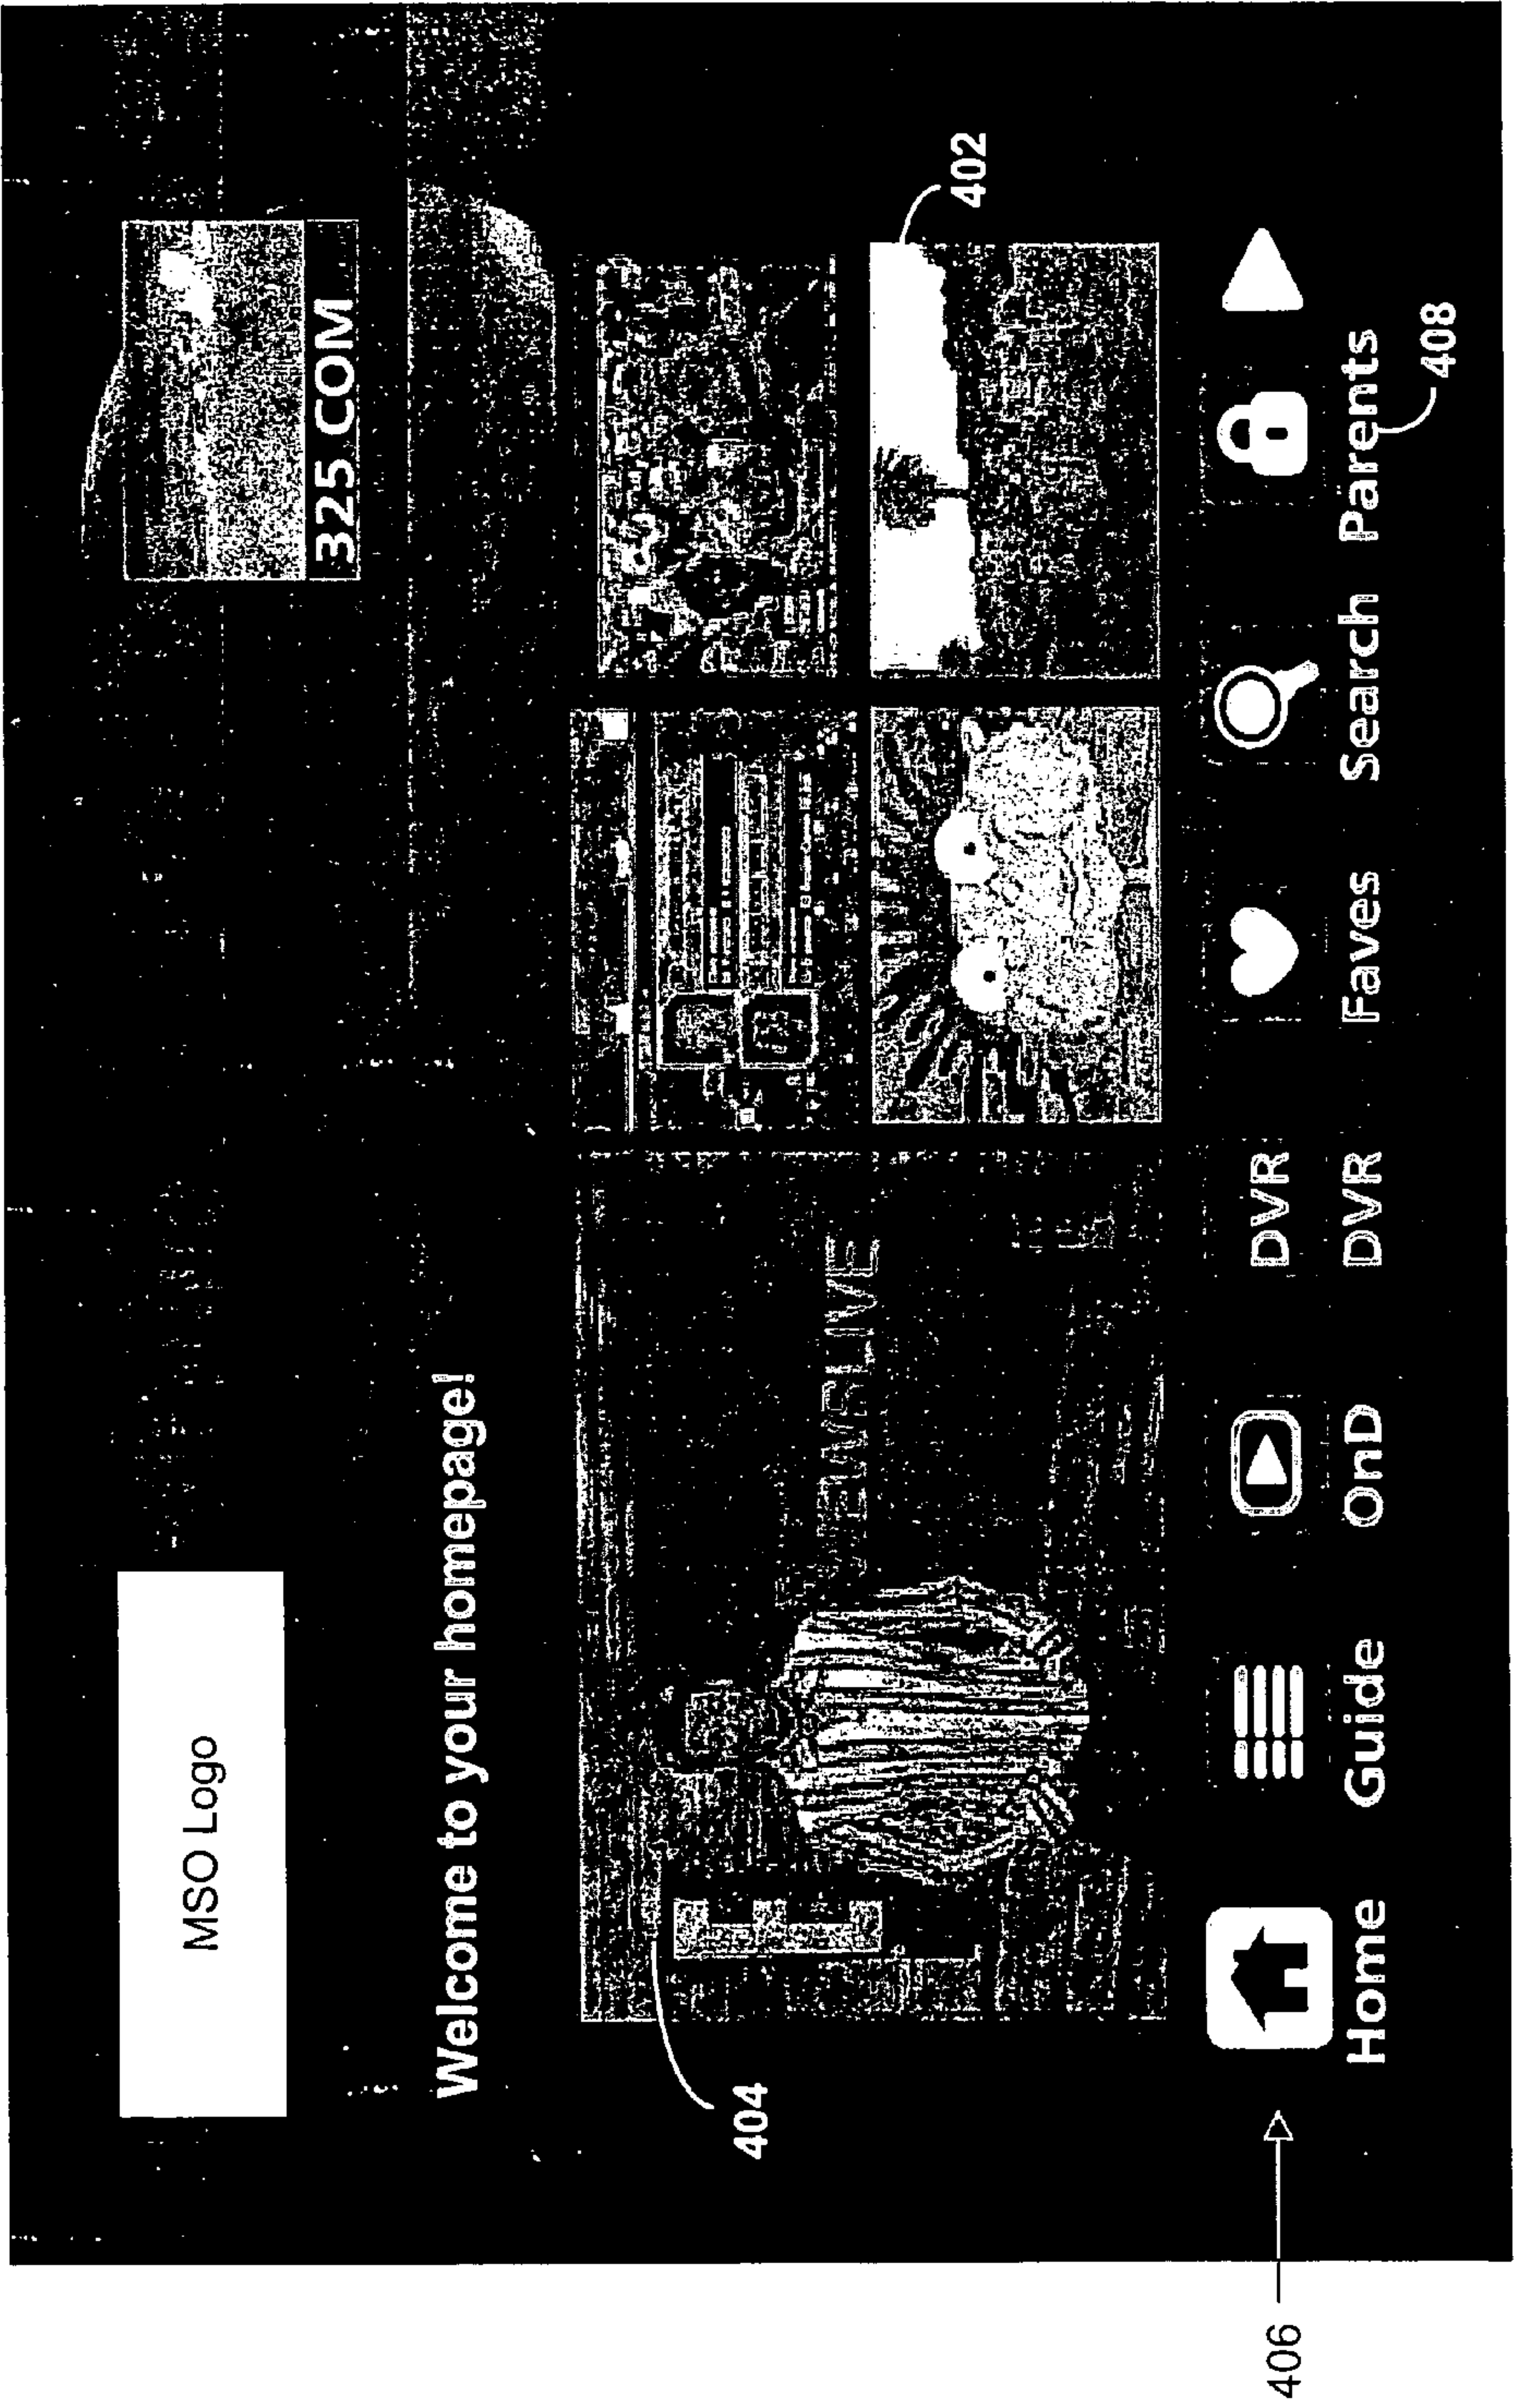 MSO Logo
325 COM
Welcome to your homepage!
404
402
406
DVR
Home Guide OnD DVR Faves Search Parents
408